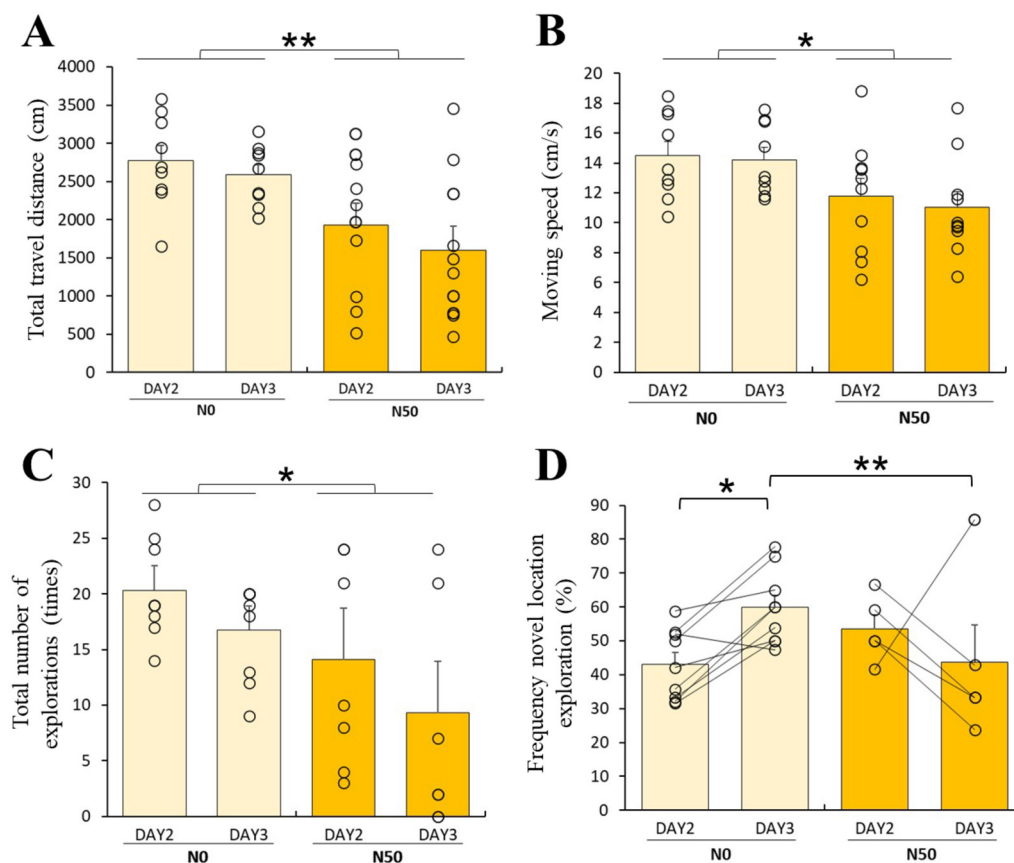 A
**
Total travel distance (cm)
4000
3500
3000
2500
2000
1500
1000
500
0
DAY2 DAY3 DAY2 DAY3
N0 N50
B
*
Moving speed (cm/s)
20
18
16
14
12
10
8
6
4
2
0
DAY2 DAY3 DAY2 DAY3
N0 N50
C
*
Total number of
explorations (times)
30
25
20
15
10
5
0
DAY2 DAY3 DAY2 DAY3
N0 N50
D
**
*
Frequency novel location
exploration (%)
90
80
70
60
50
40
30
20
10
0
DAY2 DAY3 DAY2 DAY3
N0 N50